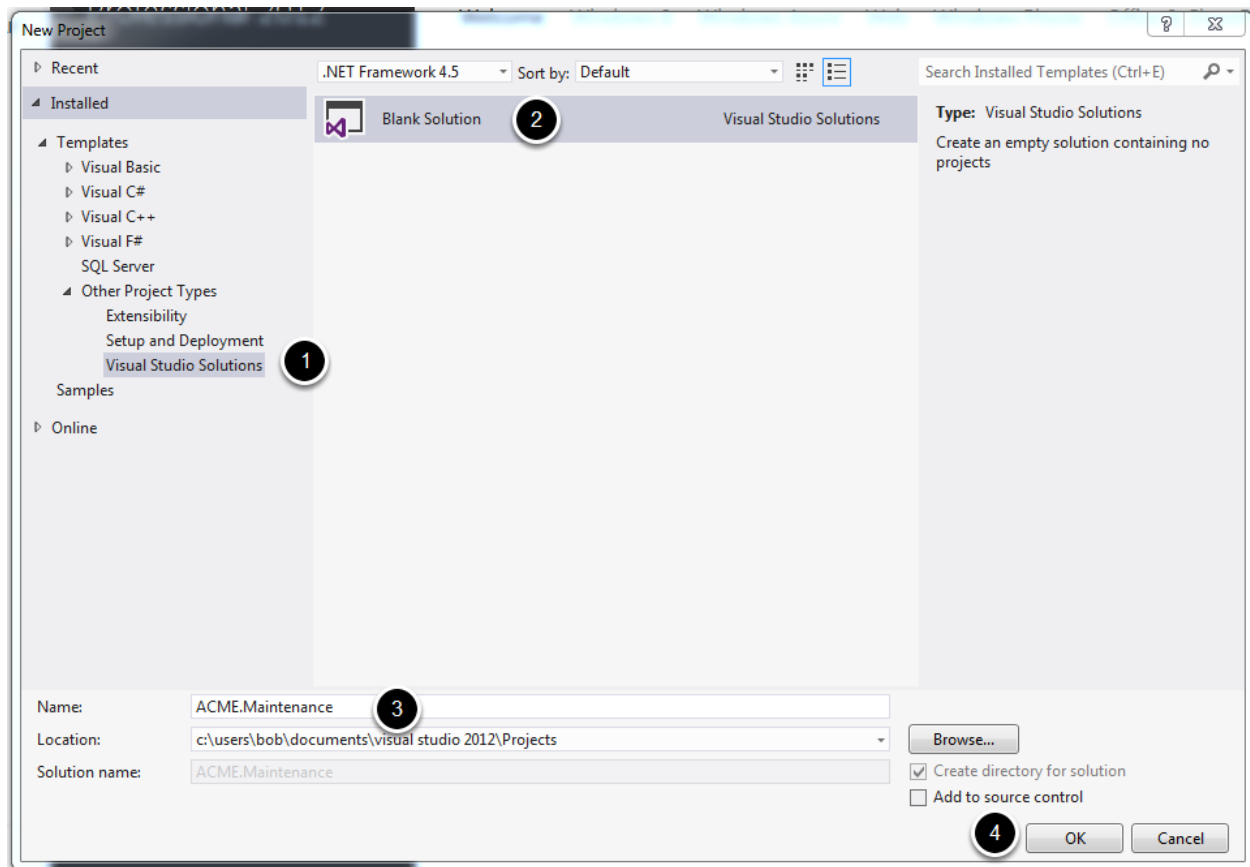 Professional 2012
Welcome
New Project
Recent
Installed
Templates
Visual Basic
Visual C#
Visual C++
Visual F#
SQL Server
Other Project Types
Extensibility
Setup and Deployment
Visual Studio Solutions
1
Samples
Online
.NET Framework 4.5 Sort by: Default
Blank Solution 2 Visual Studio Solutions
Search Installed Templates (Ctrl+E)
Type: Visual Studio Solutions
Create an empty solution containing no
projects
Name: ACME.Maintenance 3
Location: c:\users\bob\documents\visual studio 2012\Projects Browse...
Solution name: ACME.Maintenance Create directory for solution
Add to source control
4 OK Cancel